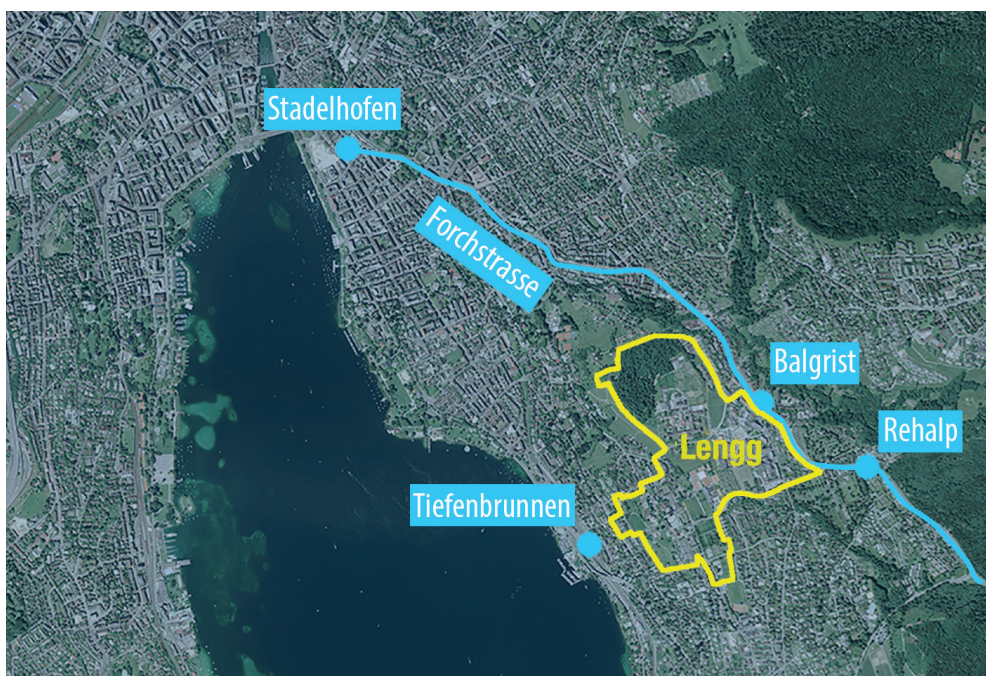 Stadelhofen
Forchstrasse
Balgrist
Rehalp
Lengg
Tiefenbrunnen